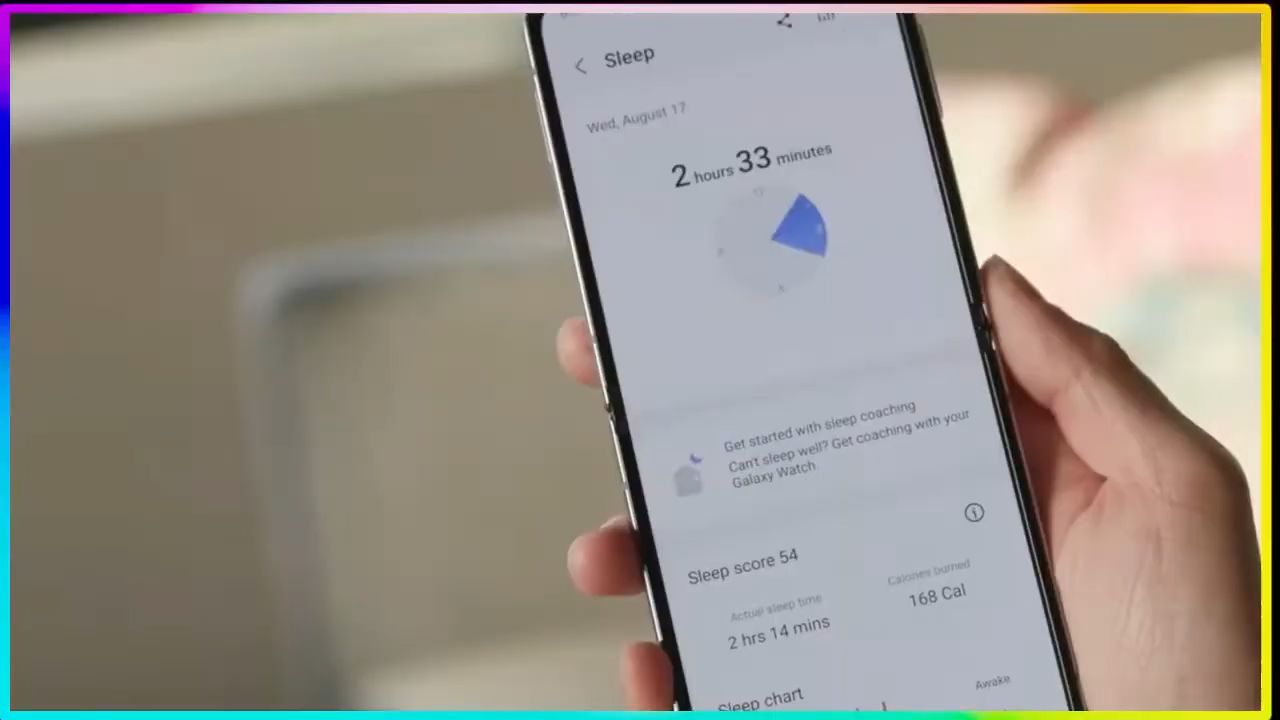 Sleep
Wed, August 17
2 hours 33 minutes
Get started with sleep coaching
Can't sleep well? Get coaching with your
Galaxy Watch
Sleep score 54
Actual sleep time
2 hrs 14 mins
Calories burned
168 Cal
Sleep chart
Awake